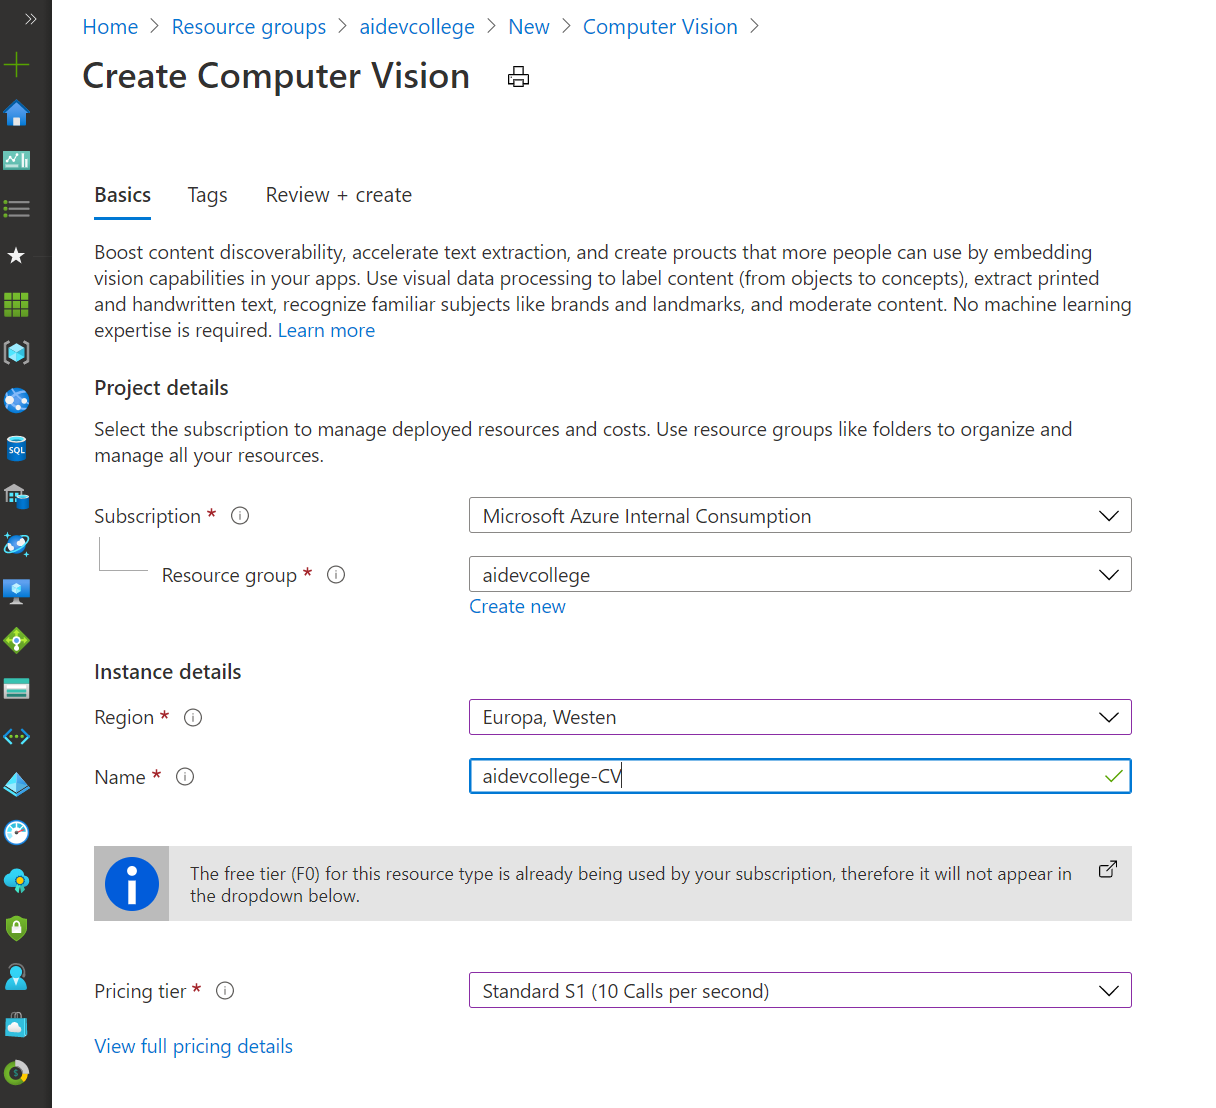 Home > Resource groups > aidevcollege > New > Computer Vision >
Create Computer Vision
Basics Tags Review + create
Boost content discoverability, accelerate text extraction, and create proucts that more people can use by embedding
vision capabilities in your apps. Use visual data processing to label content (from objects to concepts), extract printed
and handwritten text, recognize familiar subjects like brands and landmarks, and moderate content. No machine learning
expertise is required. Learn more
Project details
Select the subscription to manage deployed resources and costs. Use resource groups like folders to organize and
manage all your resources.
Subscription * Microsoft Azure Internal Consumption
Resource group * aidevcollege
Create new
Instance details
Region * Europa, Westen
Name * aidevcollege-CV
The free tier (F0) for this resource type is already being used by your subscription, therefore it will not appear in
the dropdown below.
Pricing tier * Standard S1 (10 Calls per second)
View full pricing details
SQL